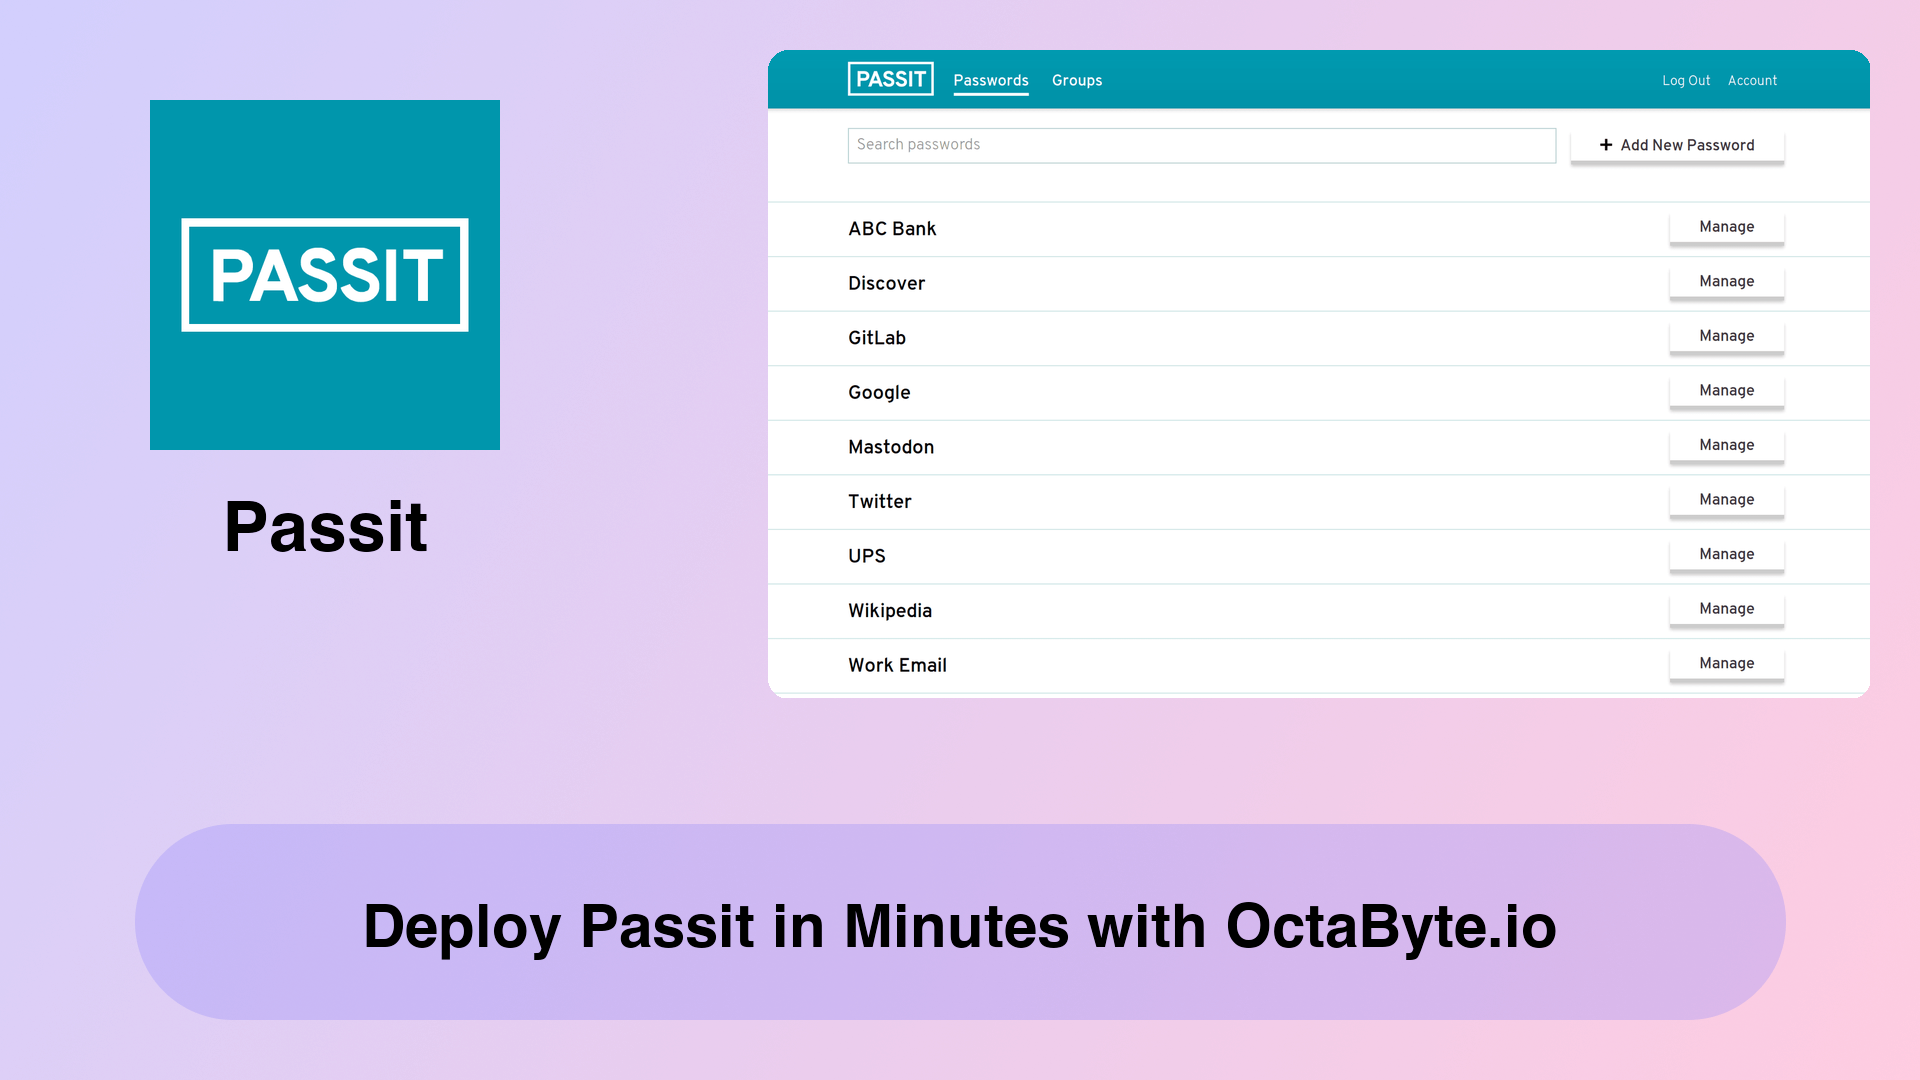 PASSIT
Passit
PASSIT Passwords Groups Log Out Account
Search passwords + Add New Password
ABC Bank Manage
Discover Manage
GitLab Manage
Google Manage
Mastodon Manage
Twitter Manage
UPS Manage
Wikipedia Manage
Work Email Manage
Deploy Passit in Minutes with OctaByte.io